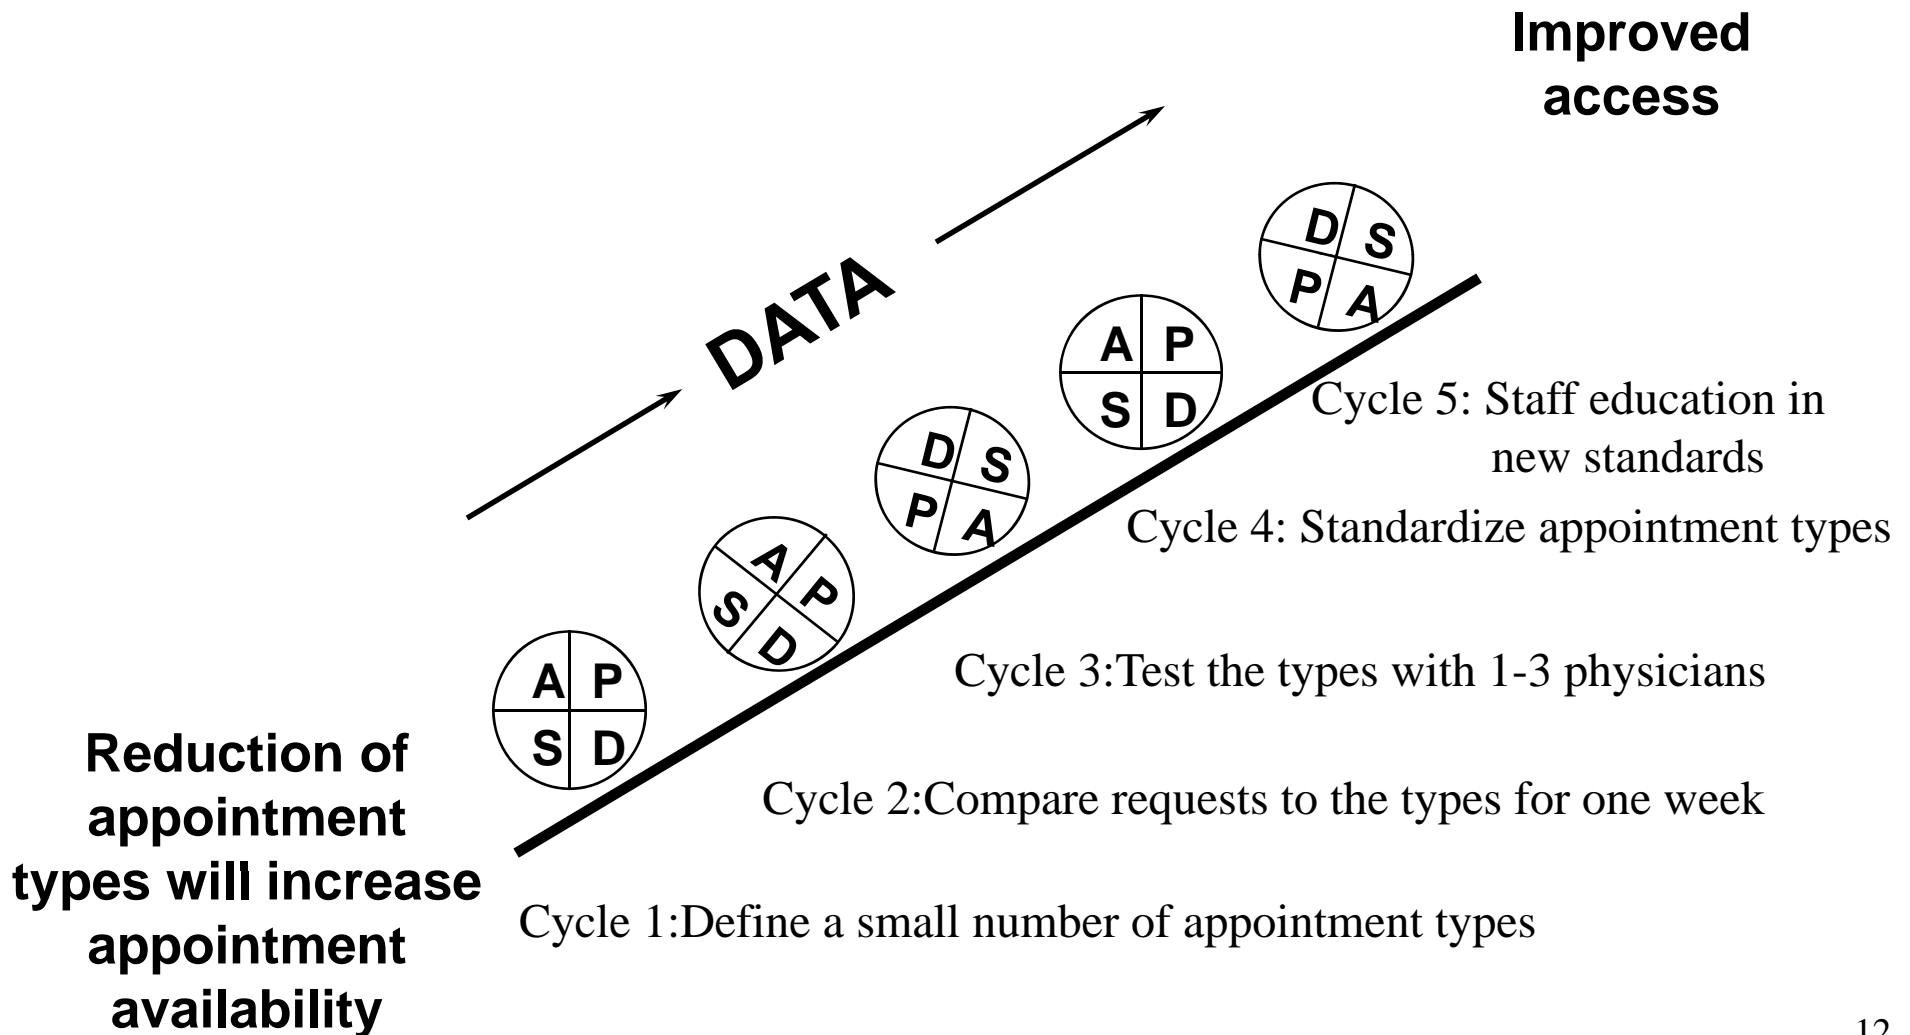 Improved
access
DATA
D S
P A
A P
S D
D S
P A
A P
S D
A P
S D
Cycle 5: Staff education in
new standards
Cycle 4: Standardize appointment types
Cycle 3:Test the types with 1-3 physicians
Cycle 2:Compare requests to the types for one week
Cycle 1:Define a small number of appointment types
Reduction of
appointment
types will increase
appointment
availability
12